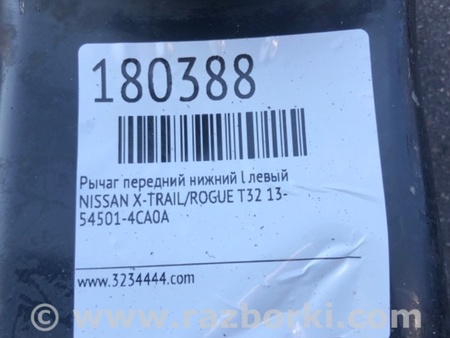 180388
Рычаг передний нижний l левый
NISSAN X-TRAIL/ROGUE T32 13-
54501-4CA0A
www.3234444.com
© www.razborki.com